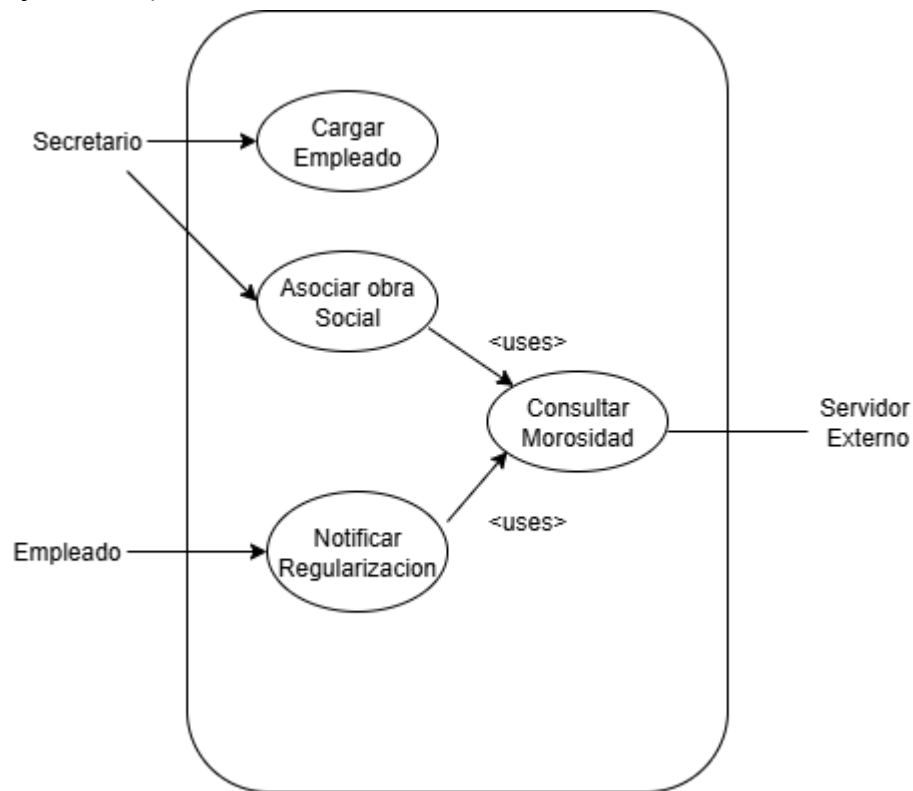 Cargar
Empleado
Secretario
Asociar obra
Social
<uses>
Consultar
Morosidad
Servidor
Externo
<uses>
Notificar
Regularizacion
Empleado